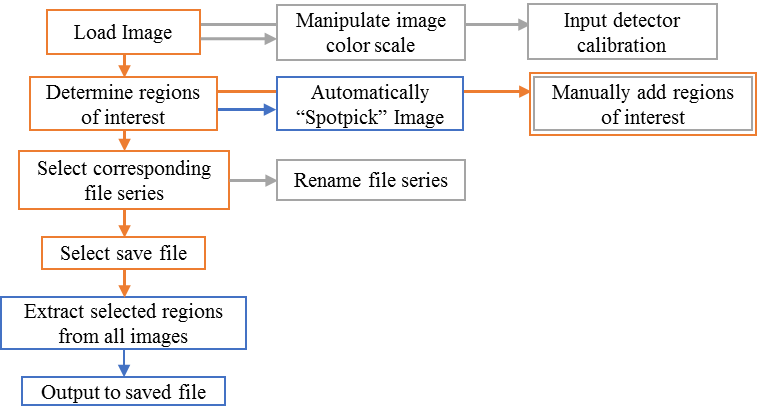 Load Image
Manipulate image
color scale
Input detector
calibration
Determine regions
of interest
Automatically
“Spotpick” Image
Manually add regions
of interest
Select corresponding
file series
Rename file series
Select save file
Extract selected regions
from all images
Output to saved file